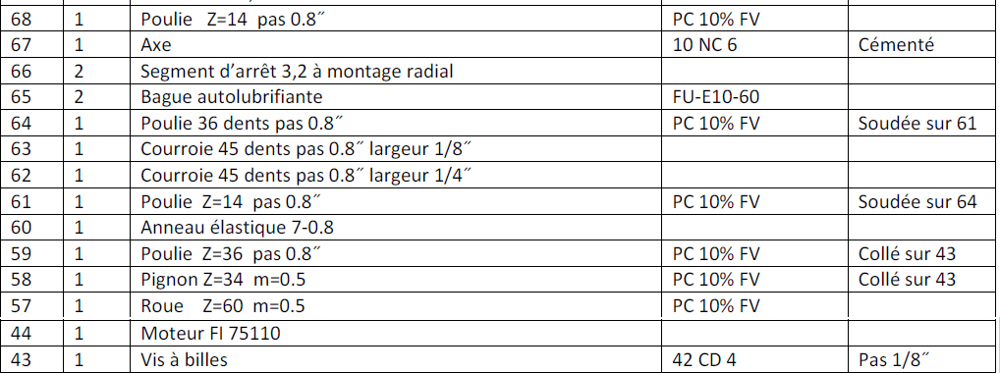 68 1 Poulie Z=14 pas 0.8˝ PC 10% FV
67 1 Axe 10 NC 6 Cémenté
66 2 Segment d’arrêt 3,2 à montage radial
65 2 Bague autolubrifiante FU-E10-60
64 1 Poulie 36 dents pas 0.8˝ PC 10% FV Soudée sur 61
63 1 Courroie 45 dents pas 0.8˝ largeur 1/8˝
62 1 Courroie 45 dents pas 0.8˝ largeur 1/4˝
61 1 Poulie Z=14 pas 0.8˝ PC 10% FV Soudée sur 64
60 1 Anneau élastique 7-0.8
59 1 Poulie Z=36 pas 0.8˝ PC 10% FV Collé sur 43
58 1 Pignon Z=34 m=0.5 PC 10% FV Collé sur 43
57 1 Roue Z=60 m=0.5 PC 10% FV
44 1 Moteur FI 75110
43 1 Vis à billes 42 CD 4 Pas 1/8˝